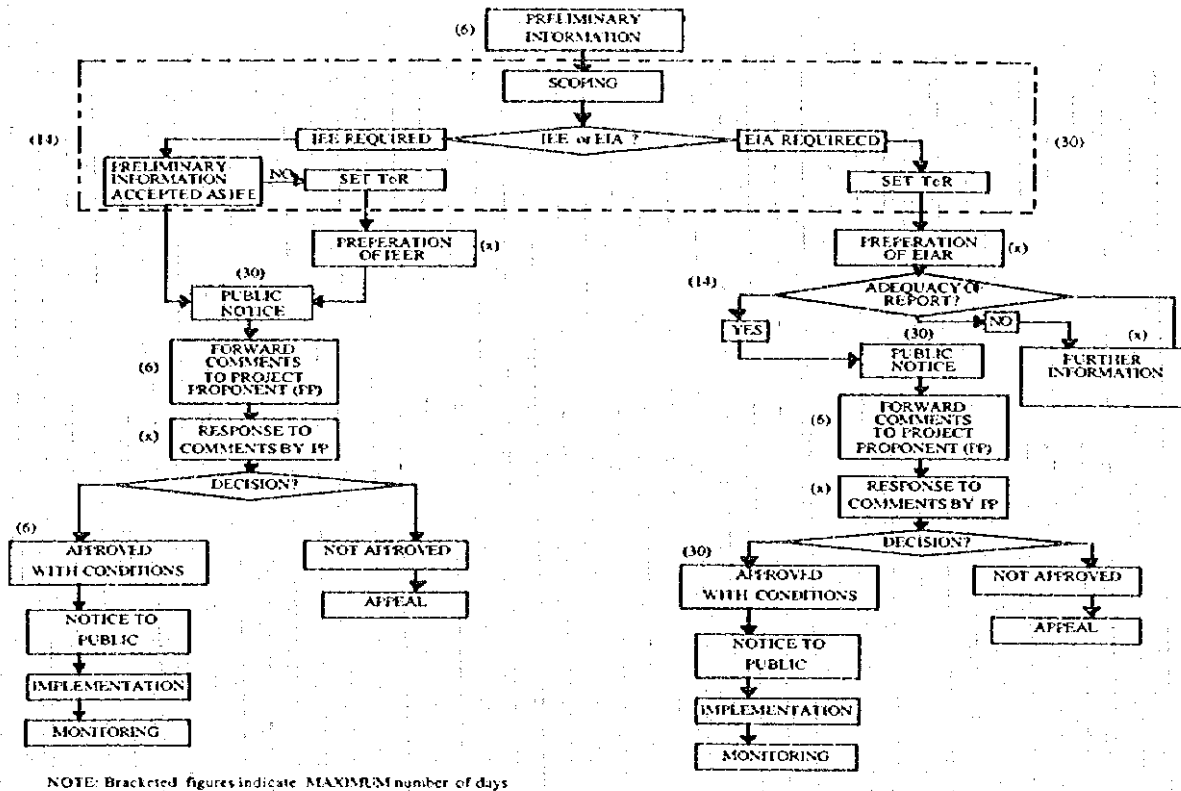 (6)
PRELIMINARY
INFORMATION
SCOPING
(14)
IEE REQUIRED
IEE or EIA ?
EIA REQUIRECD
(30)
PRELIMINARY
INFORMATION
ACCEPTED AS IEE
NO
SET ToR
SET ToR
PREPERATION
OF IEER
(x)
PREPERATION
OF EIAR
(x)
(30)
PUBLIC
NOTICE
(14)
ADEQUACY OF
REPORT?
YES
NO
(30)
PUBLIC
NOTICE
(x)
FURTHER
INFORMATION
(6)
FORWARD
COMMENTS
TO PROJECT
PROPONENT (PP)
(6)
FORWARD
COMMENTS
TO PROJECT
PROPONENT (PP)
(x)
RESPONSE TO
COMMENTS BY PP
(x)
RESPONSE TO
COMMENTS BY PP
DECISION?
DECISION?
(6)
APPROVED
WITH CONDITIONS
NOT APPROVED
APPEAL
(30)
APPROVED
WITH CONDITIONS
NOT APPROVED
APPEAL
NOTICE TO
PUBLIC
NOTICE TO
PUBLIC
IMPLEMENTATION
IMPLEMENTATION
MONITORING
MONITORING
NOTE: Bracketed figures indicate MAXIMUM number of days